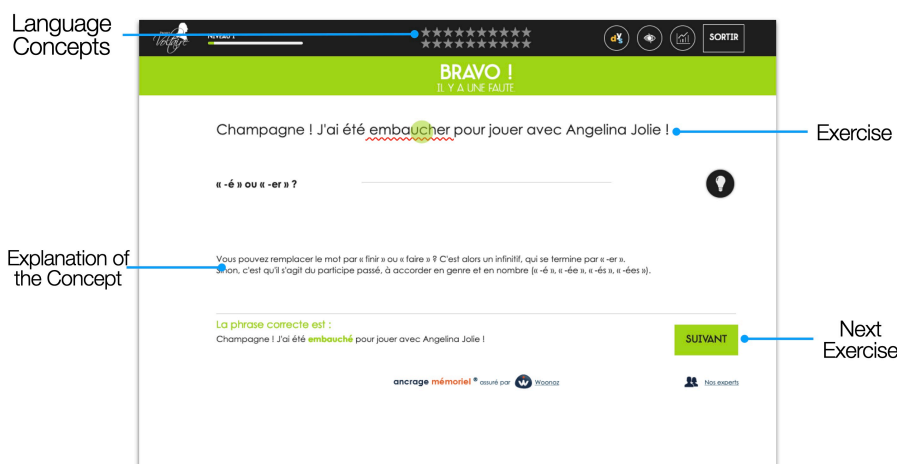 Language
Concepts
Voltaire
NIVEAU 1
dys
SORTIR
BRAVO !
IL Y A UNE FAUTE
Champagne ! J'ai été embaucher pour jouer avec Angelina Jolie !
Exercise
« -é » ou « -er » ?
Explanation of
the Concept
Vous pouvez remplacer le mot par « finir » ou « faire » ? C'est alors un infinitif, qui se termine par « -er ».
Sinon, c'est qu'il s'agit du participe passé, à accorder en genre et en nombre (« -é », « -ée », « -és », « -ées »).
La phrase correcte est :
Champagne ! J'ai été embauché pour jouer avec Angelina Jolie !
SUIVANT
Next
Exercise
ancrage mémoriel ® assuré par W Woonoz
Nos experts